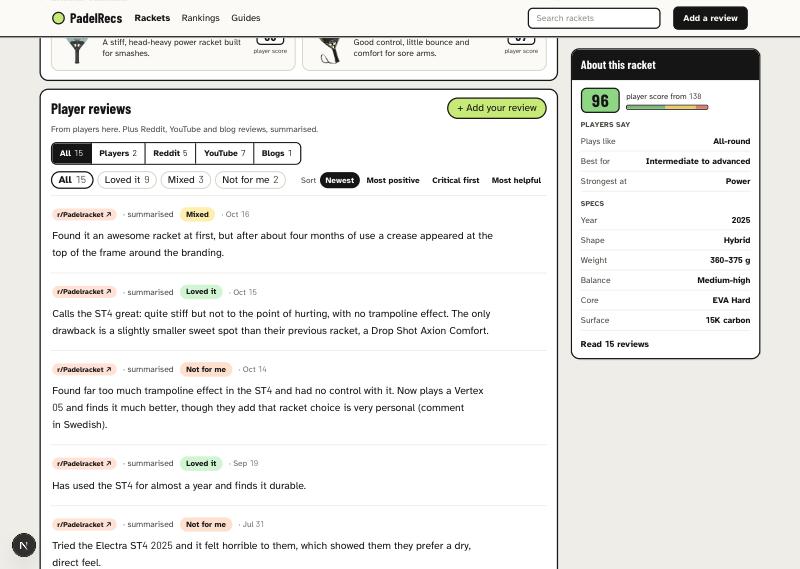 PadelRecs Rackets Rankings Guides Search rackets Add a review
A stiff, head-heavy power racket built
for smashes.
player score
Good control, little bounce and
comfort for sore arms.
player score
Player reviews
+ Add your review
From players here. Plus Reddit, YouTube and blog reviews, summarised.
All 15 Players 2 Reddit 5 YouTube 7 Blogs 1
All 15 Loved it 9 Mixed 3 Not for me 2 Sort Newest Most positive Critical first Most helpful
r/Padelracket ↗ · summarised Mixed · Oct 16
Found it an awesome racket at first, but after about four months of use a crease appeared at the
top of the frame around the branding.
r/Padelracket ↗ · summarised Loved it · Oct 15
Calls the ST4 great: quite stiff but not to the point of hurting, with no trampoline effect. The only
drawback is a slightly smaller sweet spot than their previous racket, a Drop Shot Axion Comfort.
r/Padelracket ↗ · summarised Not for me · Oct 14
Found far too much trampoline effect in the ST4 and had no control with it. Now plays a Vertex
05 and finds it much better, though they add that racket choice is very personal (comment
in Swedish).
r/Padelracket ↗ · summarised Loved it · Sep 19
Has used the ST4 for almost a year and finds it durable.
r/Padelracket ↗ · summarised Not for me · Jul 31
Tried the Electra ST4 2025 and it felt horrible to them, which showed them they prefer a dry,
direct feel.
N
About this racket
96 player score from 138
PLAYERS SAY
Plays like All-round
Best for Intermediate to advanced
Strongest at Power
SPECS
Year 2025
Shape Hybrid
Weight 360–375 g
Balance Medium-high
Core EVA Hard
Surface 15K carbon
Read 15 reviews